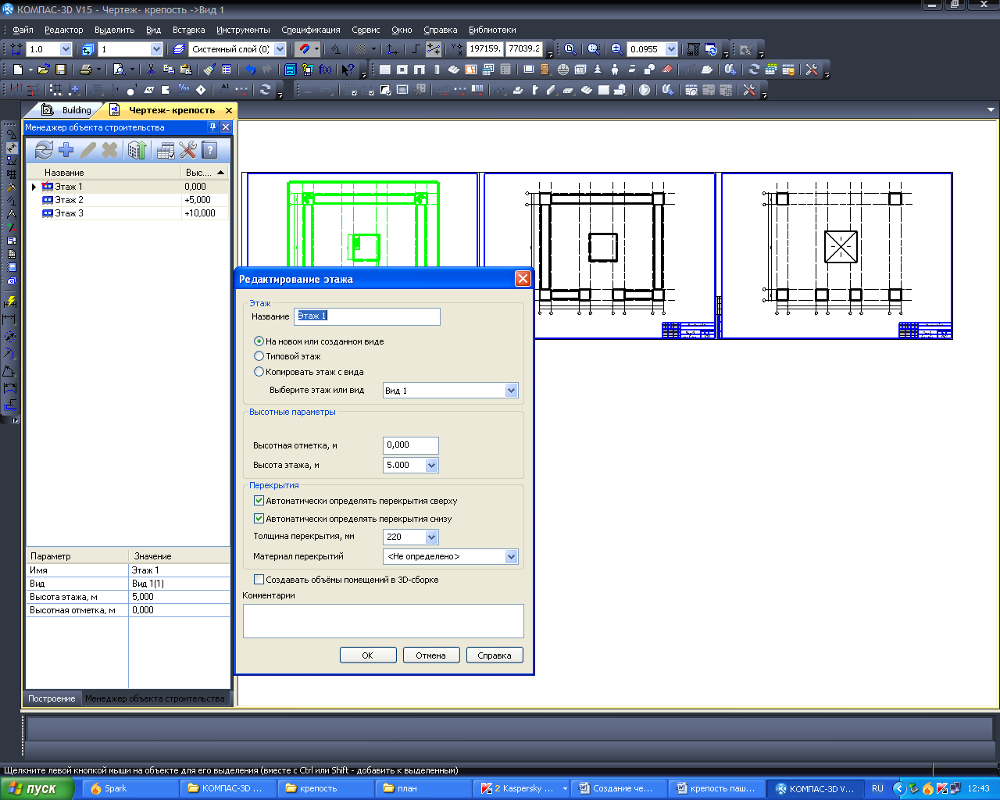 КОМПАС-3D V15 - Чертеж- крепость ->Вид 1
Файл Редактор Выделить Вид Вставка Инструменты Спецификация Сервис Окно Справка Библиотеки
1.0 1 Системный слой (0) 197159. 77039.2 0.0955
Building Чертеж- крепость
Менеджер объекта строительства
Название Выс....
Этаж 1 0,000
Этаж 2 +5,000
Этаж 3 +10,000
Редактирование этажа
Этаж
Название Этаж 1
На новом или созданном виде
Типовой этаж
Копировать этаж с вида
Выберите этаж или вид Вид 1
Высотные параметры
Высотная отметка, м 0,000
Высота этажа, м 5.000
Перекрытия
Автоматически определять перекрытия сверху
Автоматически определять перекрытия снизу
Толщина перекрытия, мм 220
Материал перекрытий <Не определено>
Создавать объёмы помещений в 3D-сборке
Комментарии
ОК Отмена Справка
Параметр Значение
Имя Этаж 1
Вид Вид 1(1)
Высота этажа, м 5,000
Высотная отметка, м 0,000
Построение Менеджер объекта строительства
Щелкните левой кнопкой мыши на объекте для его выделения (вместе с Ctrl или Shift - добавить к выделенным)
пуск Spark КОМПАС-3D ... крепость план 2 Kaspersky ... Создание че... крепость паш... КОМПАС-3D V... RU 12:43